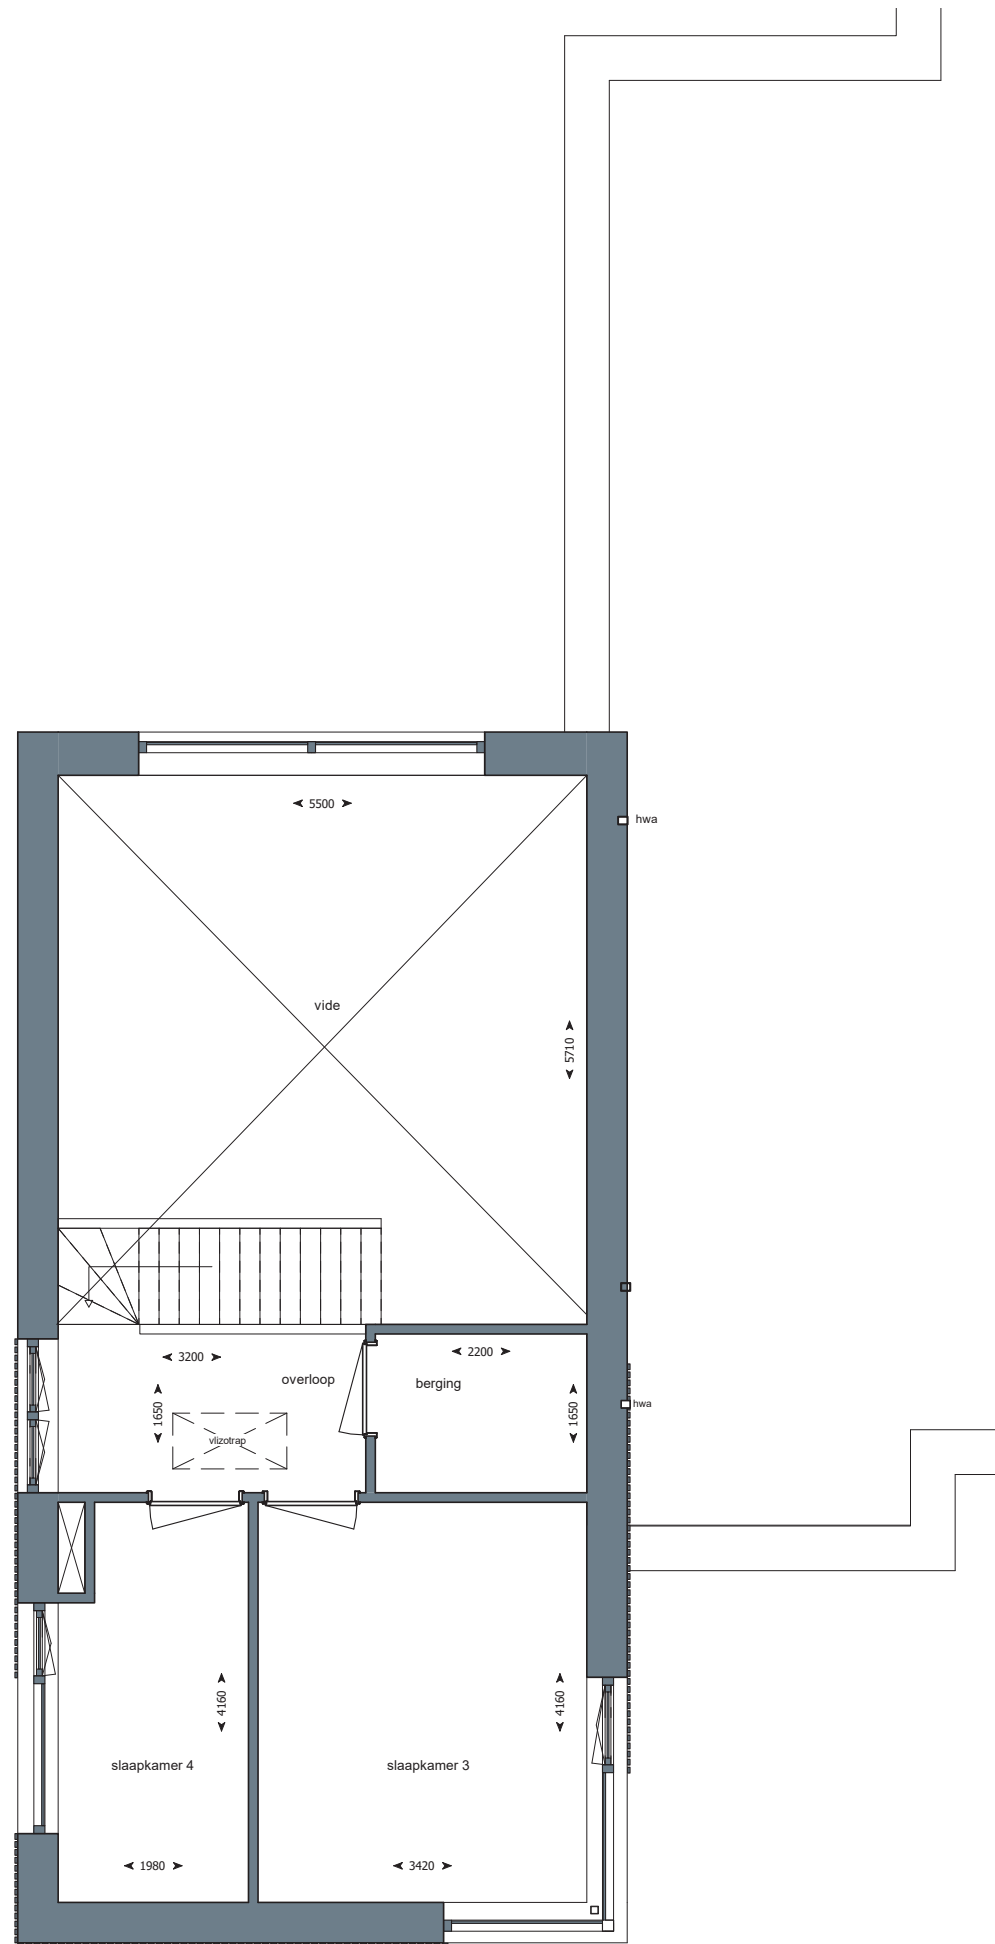 5500
hwa
vide
5710
3200
2200
overloop
berging
1650
1650
hwa
vlizotrap
4160
4160
slaapkamer 4
slaapkamer 3
1980
3420